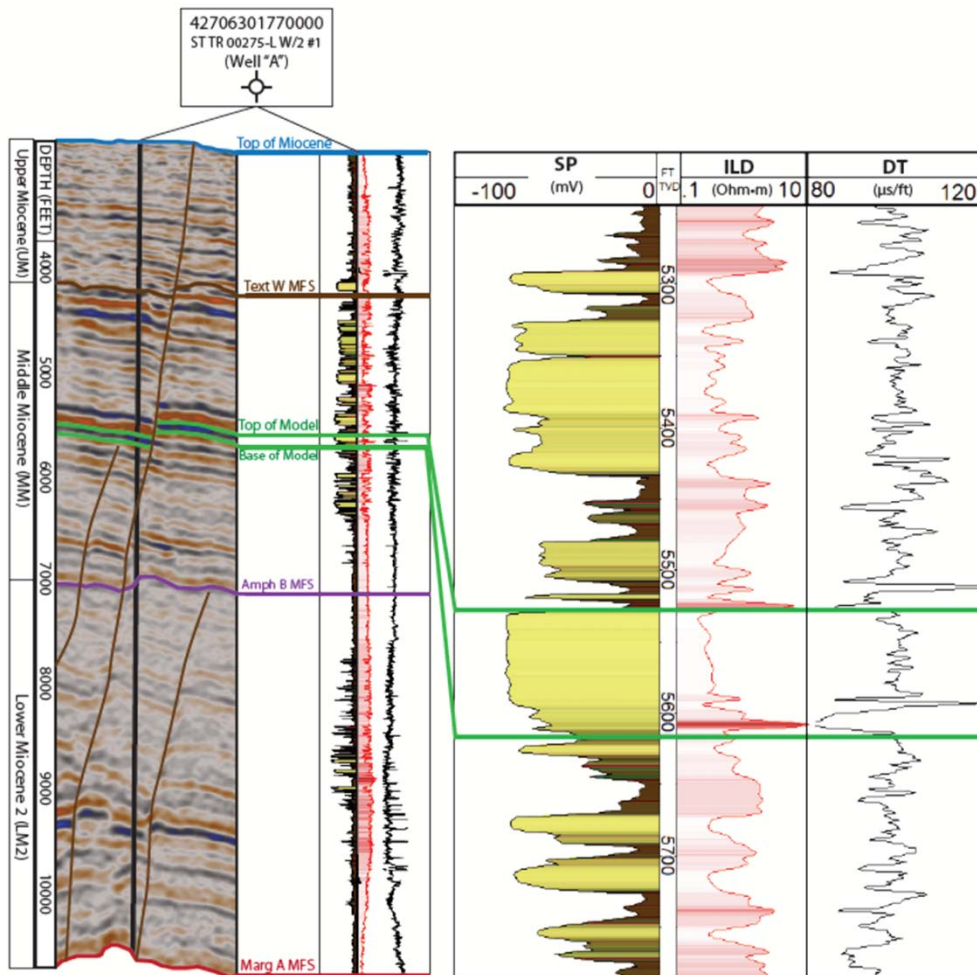 42706301770000
ST TR 00275-L W/2 #1
(Well "A")
Upper Miocene (UM)
Middle Miocene (MM)
Lower Miocene 2 (LM2)
DEPTH (FEET)
4000
5000
6000
7000
8000
9000
10000
Top of Miocene
Text W MFS
Top of Model
Base of Model
Amph B MFS
Marg A MFS
SP
(mV)
-100
0
FT
TVD
ILD
.1 (Ohm·m) 10
DT
(µs/ft)
80
120
5300
5400
5500
5600
5700